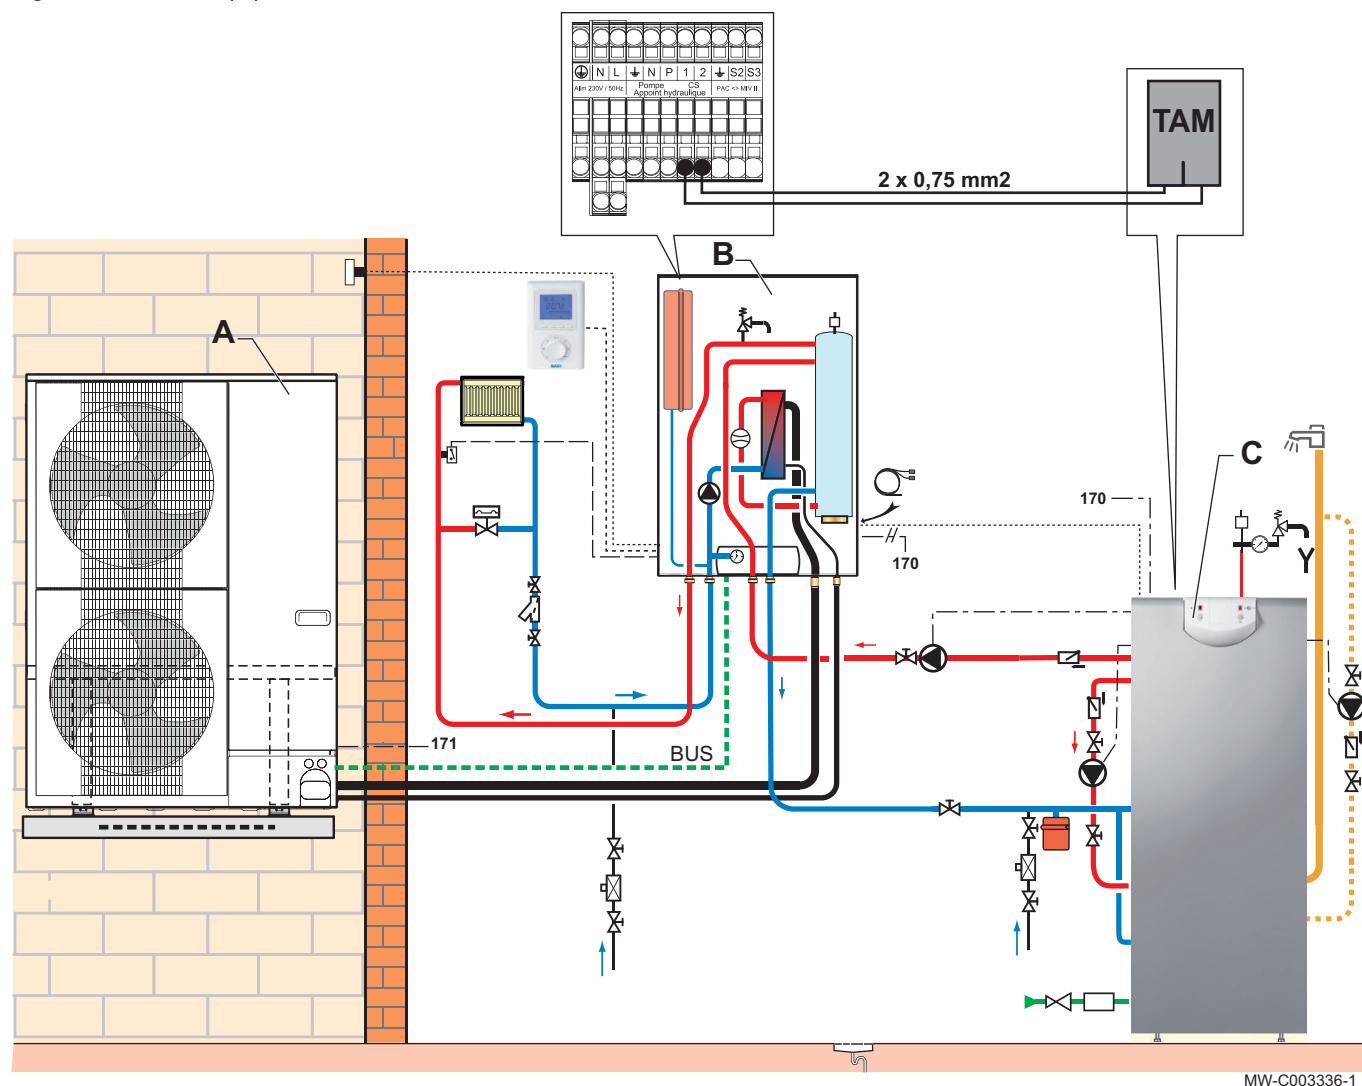 N L N P 1 2 S2 S3
Alim 230V / 50Hz Pompe CS PAC <> MIV II
Appoint hydraulique
TAM
2 x 0,75 mm2
B
A
C
170
170
Y
171
BUS
MW-C003336-1